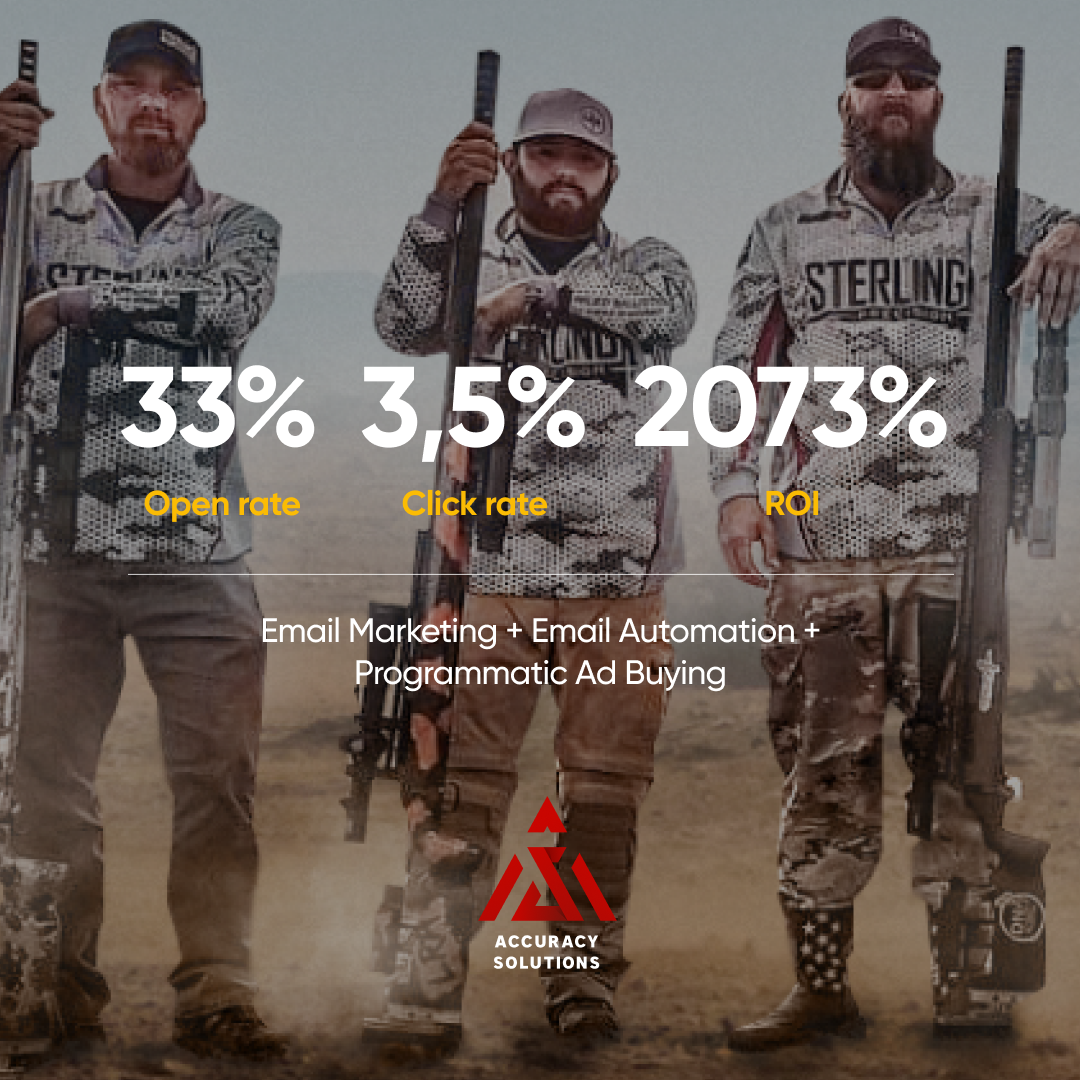 STERLING
STERLING
PRECISION
33% 3,5% 2073%
Open rate Click rate ROI
Email Marketing + Email Automation +
Programmatic Ad Buying
ACCURACY
SOLUTIONS